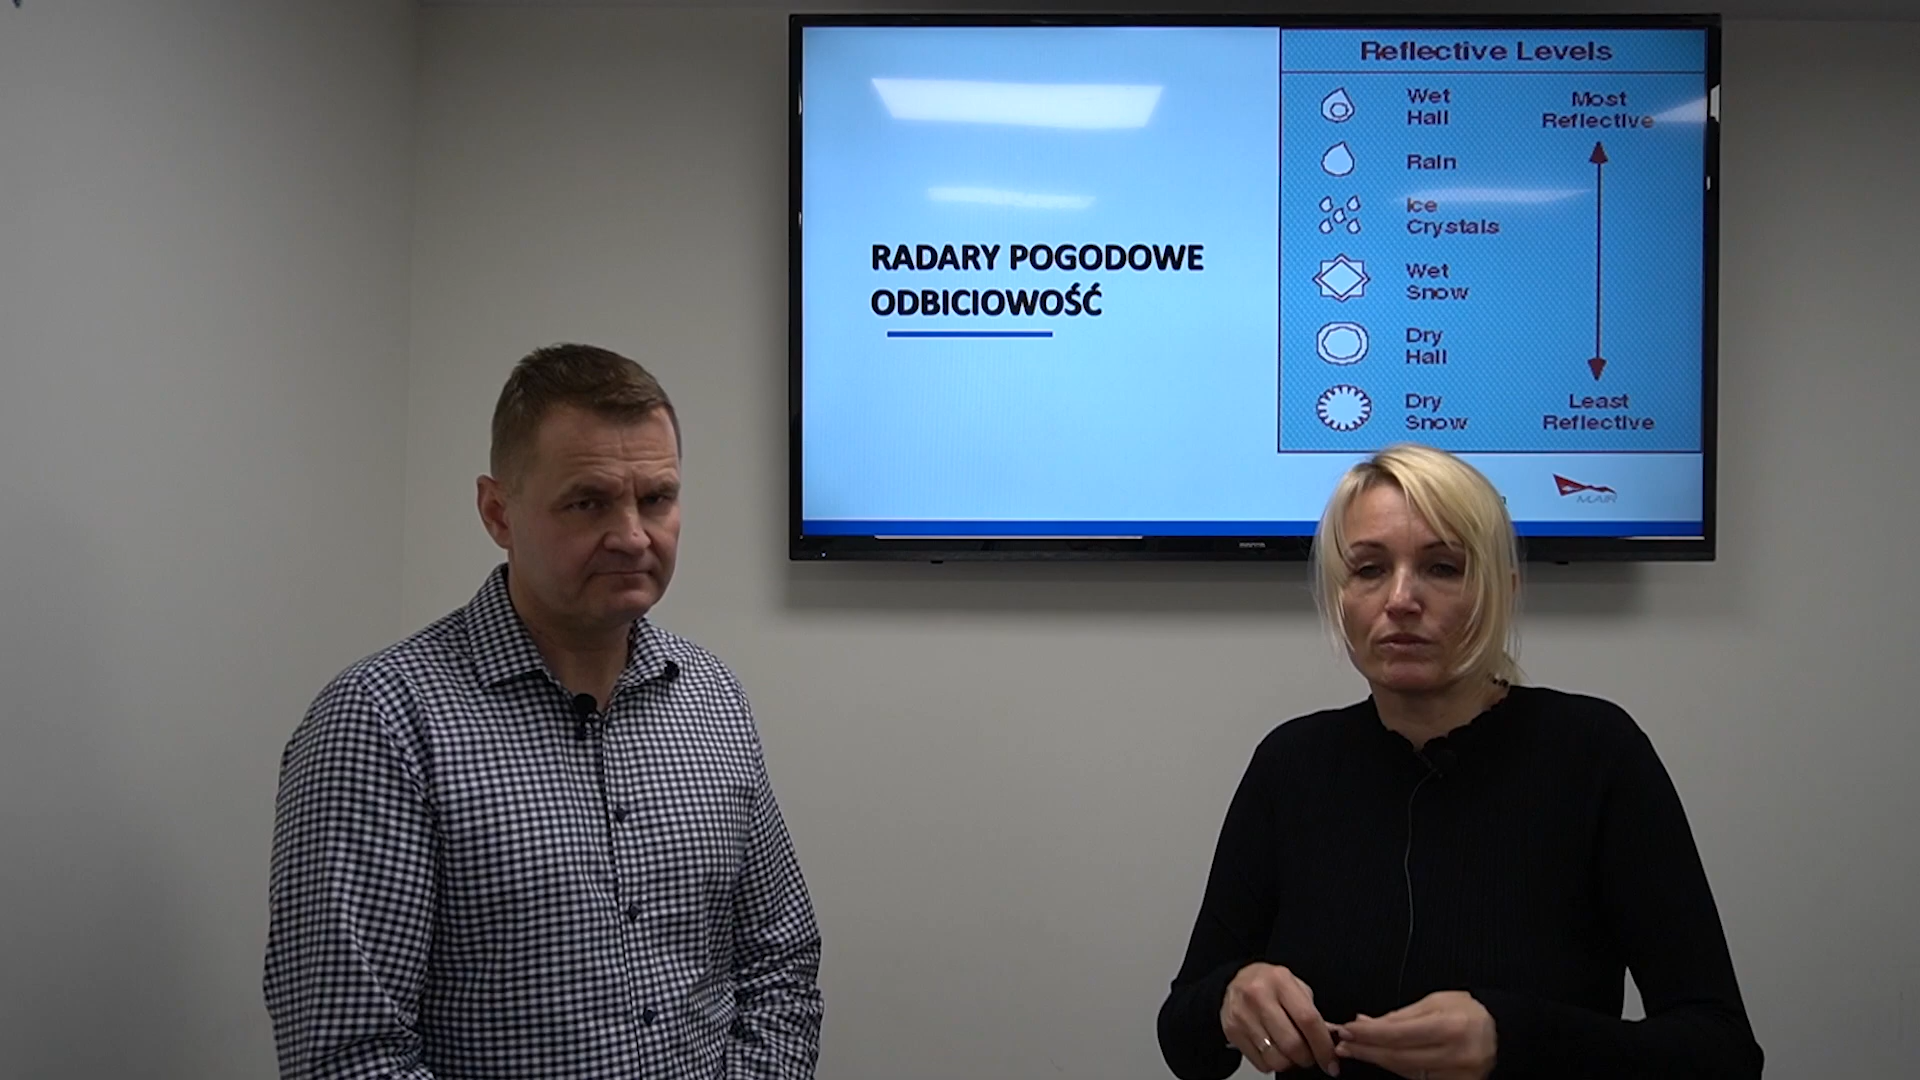 RADARY POGODOWE
ODBICIOWOŚĆ
Reflective Levels
Wet
Hail
Most
Reflective
Rain
Ice
Crystals
Wet
Snow
Dry
Hail
Dry
Snow
Least
Reflective